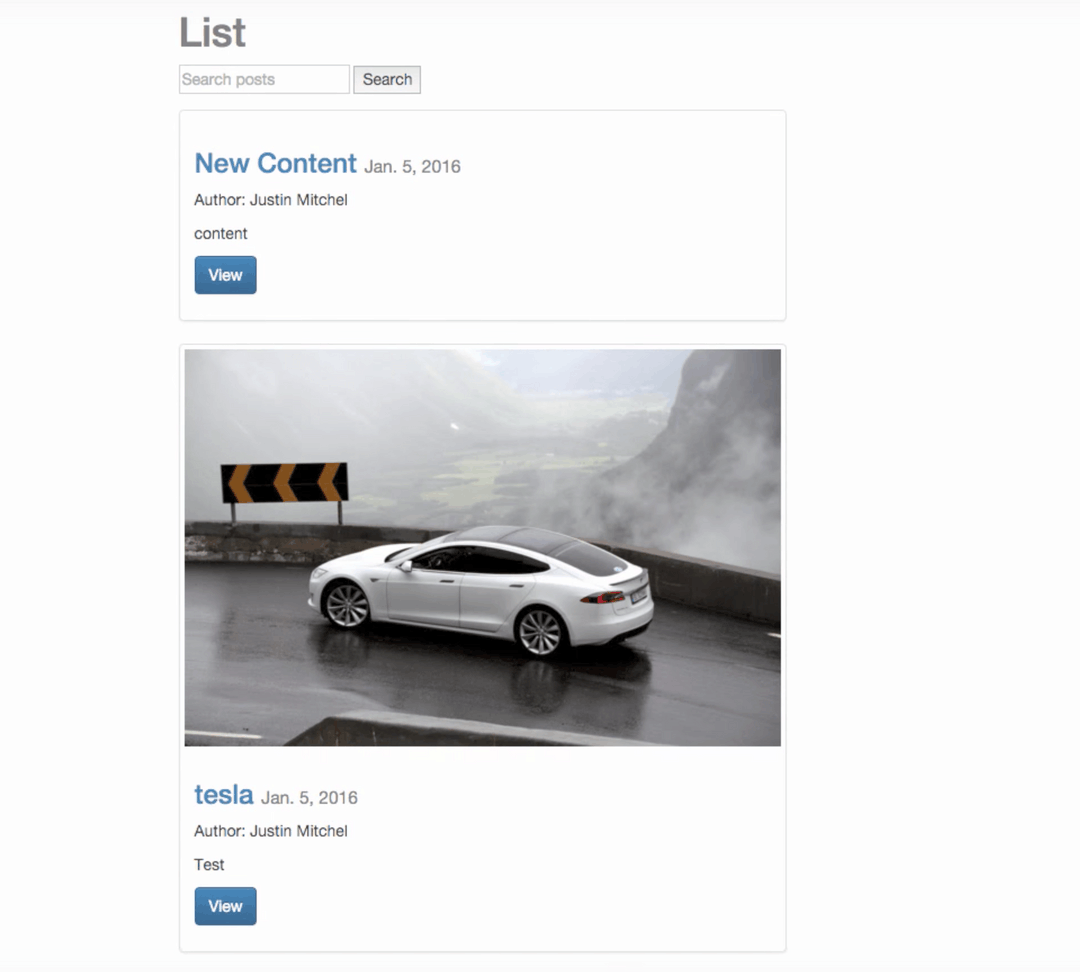 List
Search posts Search
New Content Jan. 5, 2016
Author: Justin Mitchel
content
View
tesla Jan. 5, 2016
Author: Justin Mitchel
Test
View